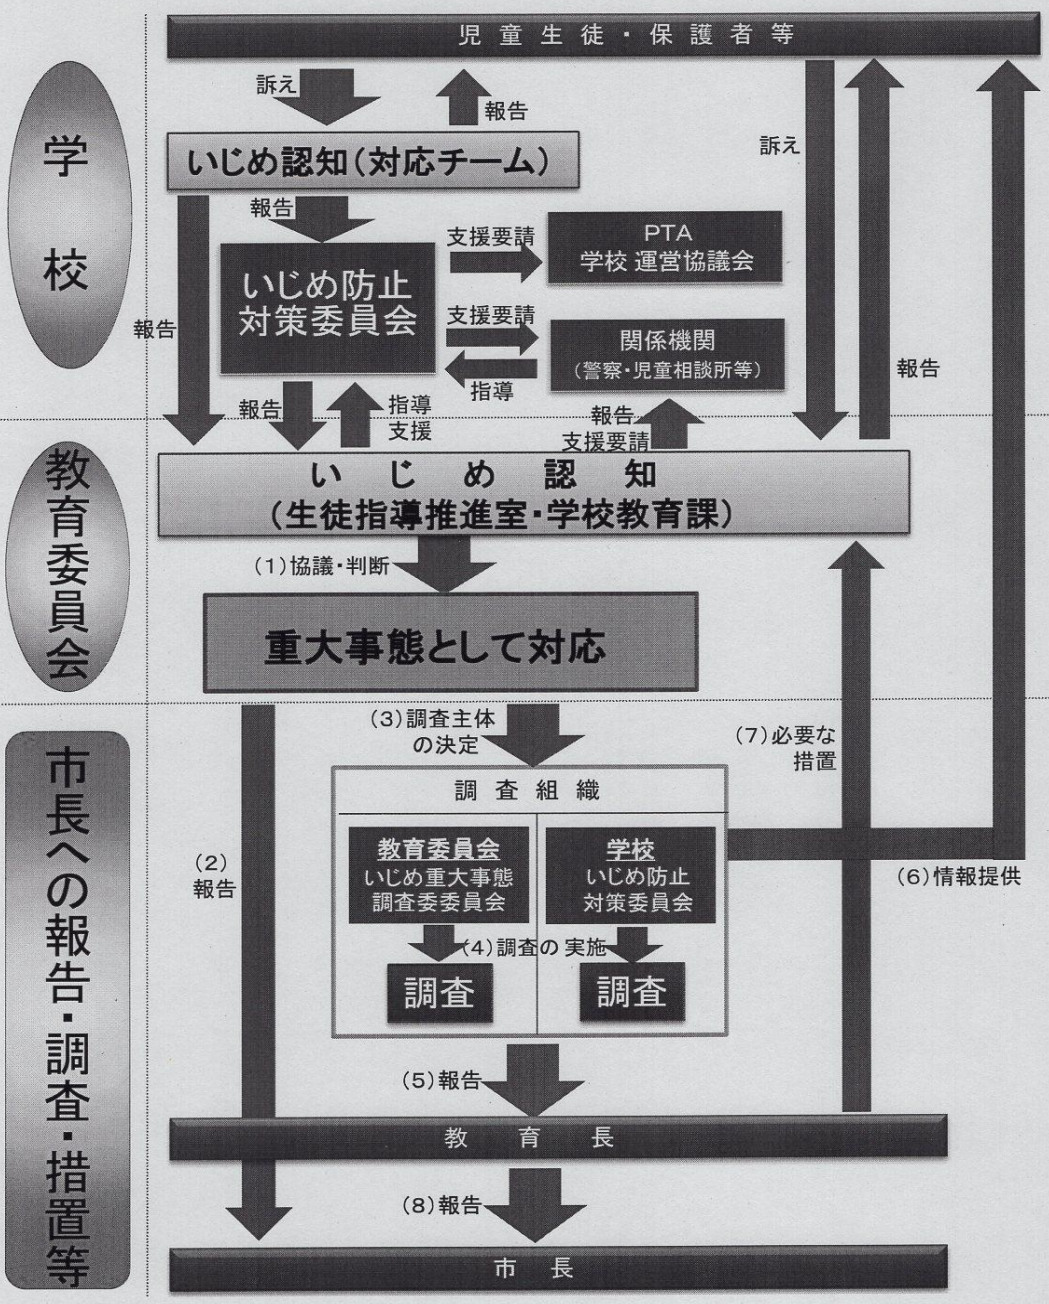 児童生徒・保護者等
学校
訴え
報告
訴え
いじめ認知(対応チーム)
報告
支援要請
PTA
学校 運営協議会
いじめ防止
対策委員会
支援要請
関係機関
(警察・児童相談所等)
指導
報告
報告
報告
指導
支援
報告
支援要請
教育委員会
いじめ認知
(生徒指導推進室・学校教育課)
(1)協議・判断
重大事態として対応
市長への報告・調査・措置等
(3)調査主体
の決定
(7)必要な
措置
調査組織
(2)
報告
教育委員会
いじめ重大事態
調査委委員会
学校
いじめ防止
対策委員会
(6)情報提供
(4)調査の 実施
調査
調査
(5)報告
教育長
(8)報告
市長